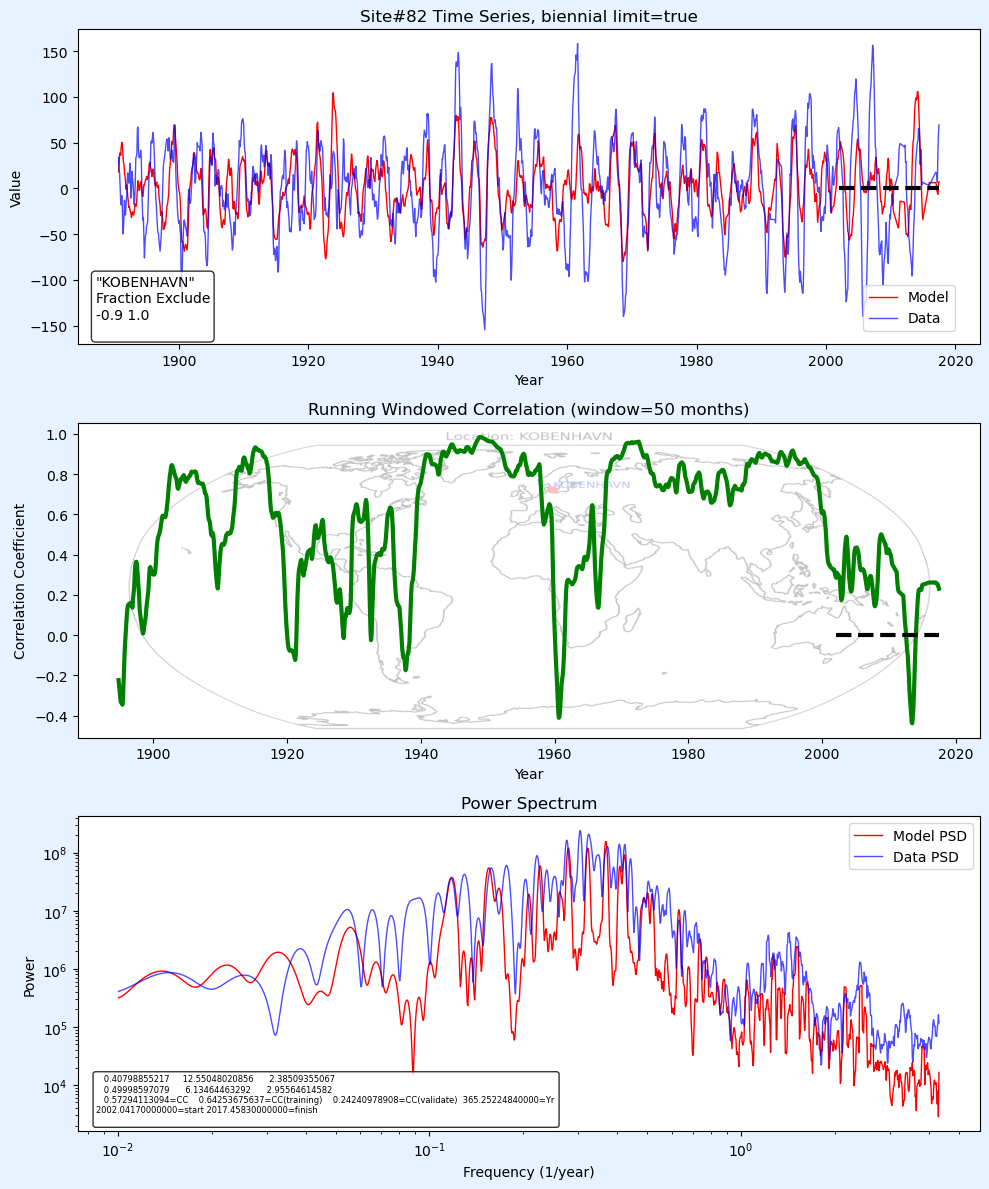 Site#82 Time Series, biennial limit=true
Value
150
100
50
0
−50
−100
−150
"KOBENHAVN"
Fraction Exclude
-0.9 1.0
Model
Data
1900
1920
1940
1960
1980
2000
2020
Year
Running Windowed Correlation (window=50 months)
Correlation Coefficient
1.0
0.8
0.6
0.4
0.2
0.0
−0.2
−0.4
Location: KOBENHAVN
KOBENHAVN
1900
1920
1940
1960
1980
2000
2020
Year
Power Spectrum
Power
10^8
10^7
10^6
10^5
10^4
Model PSD
Data PSD
0.40798855217 12.55048020856 2.38509355067
0.49998597079 6.13464463292 2.95564614582
0.57294113094=CC 0.64253675637=CC(training) 0.24240978908=CC(validate) 365.25224840000=Yr
2002.04170000000=start 2017.45830000000=finish
10^−2
10^−1
10^0
Frequency (1/year)